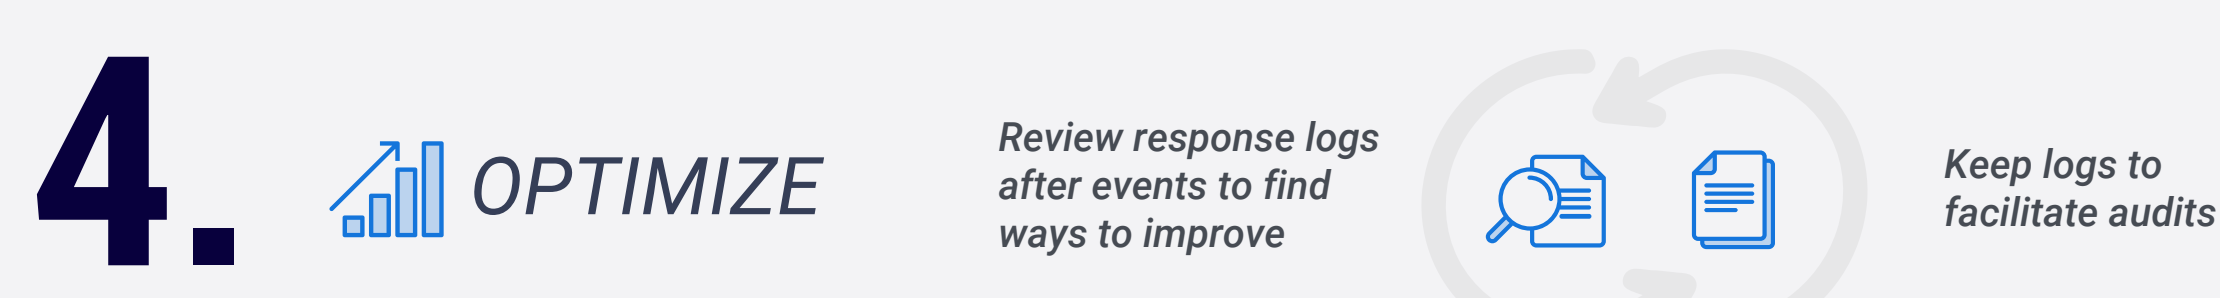 4.
OPTIMIZE
Review response logs
after events to find
ways to improve
Keep logs to
facilitate audits